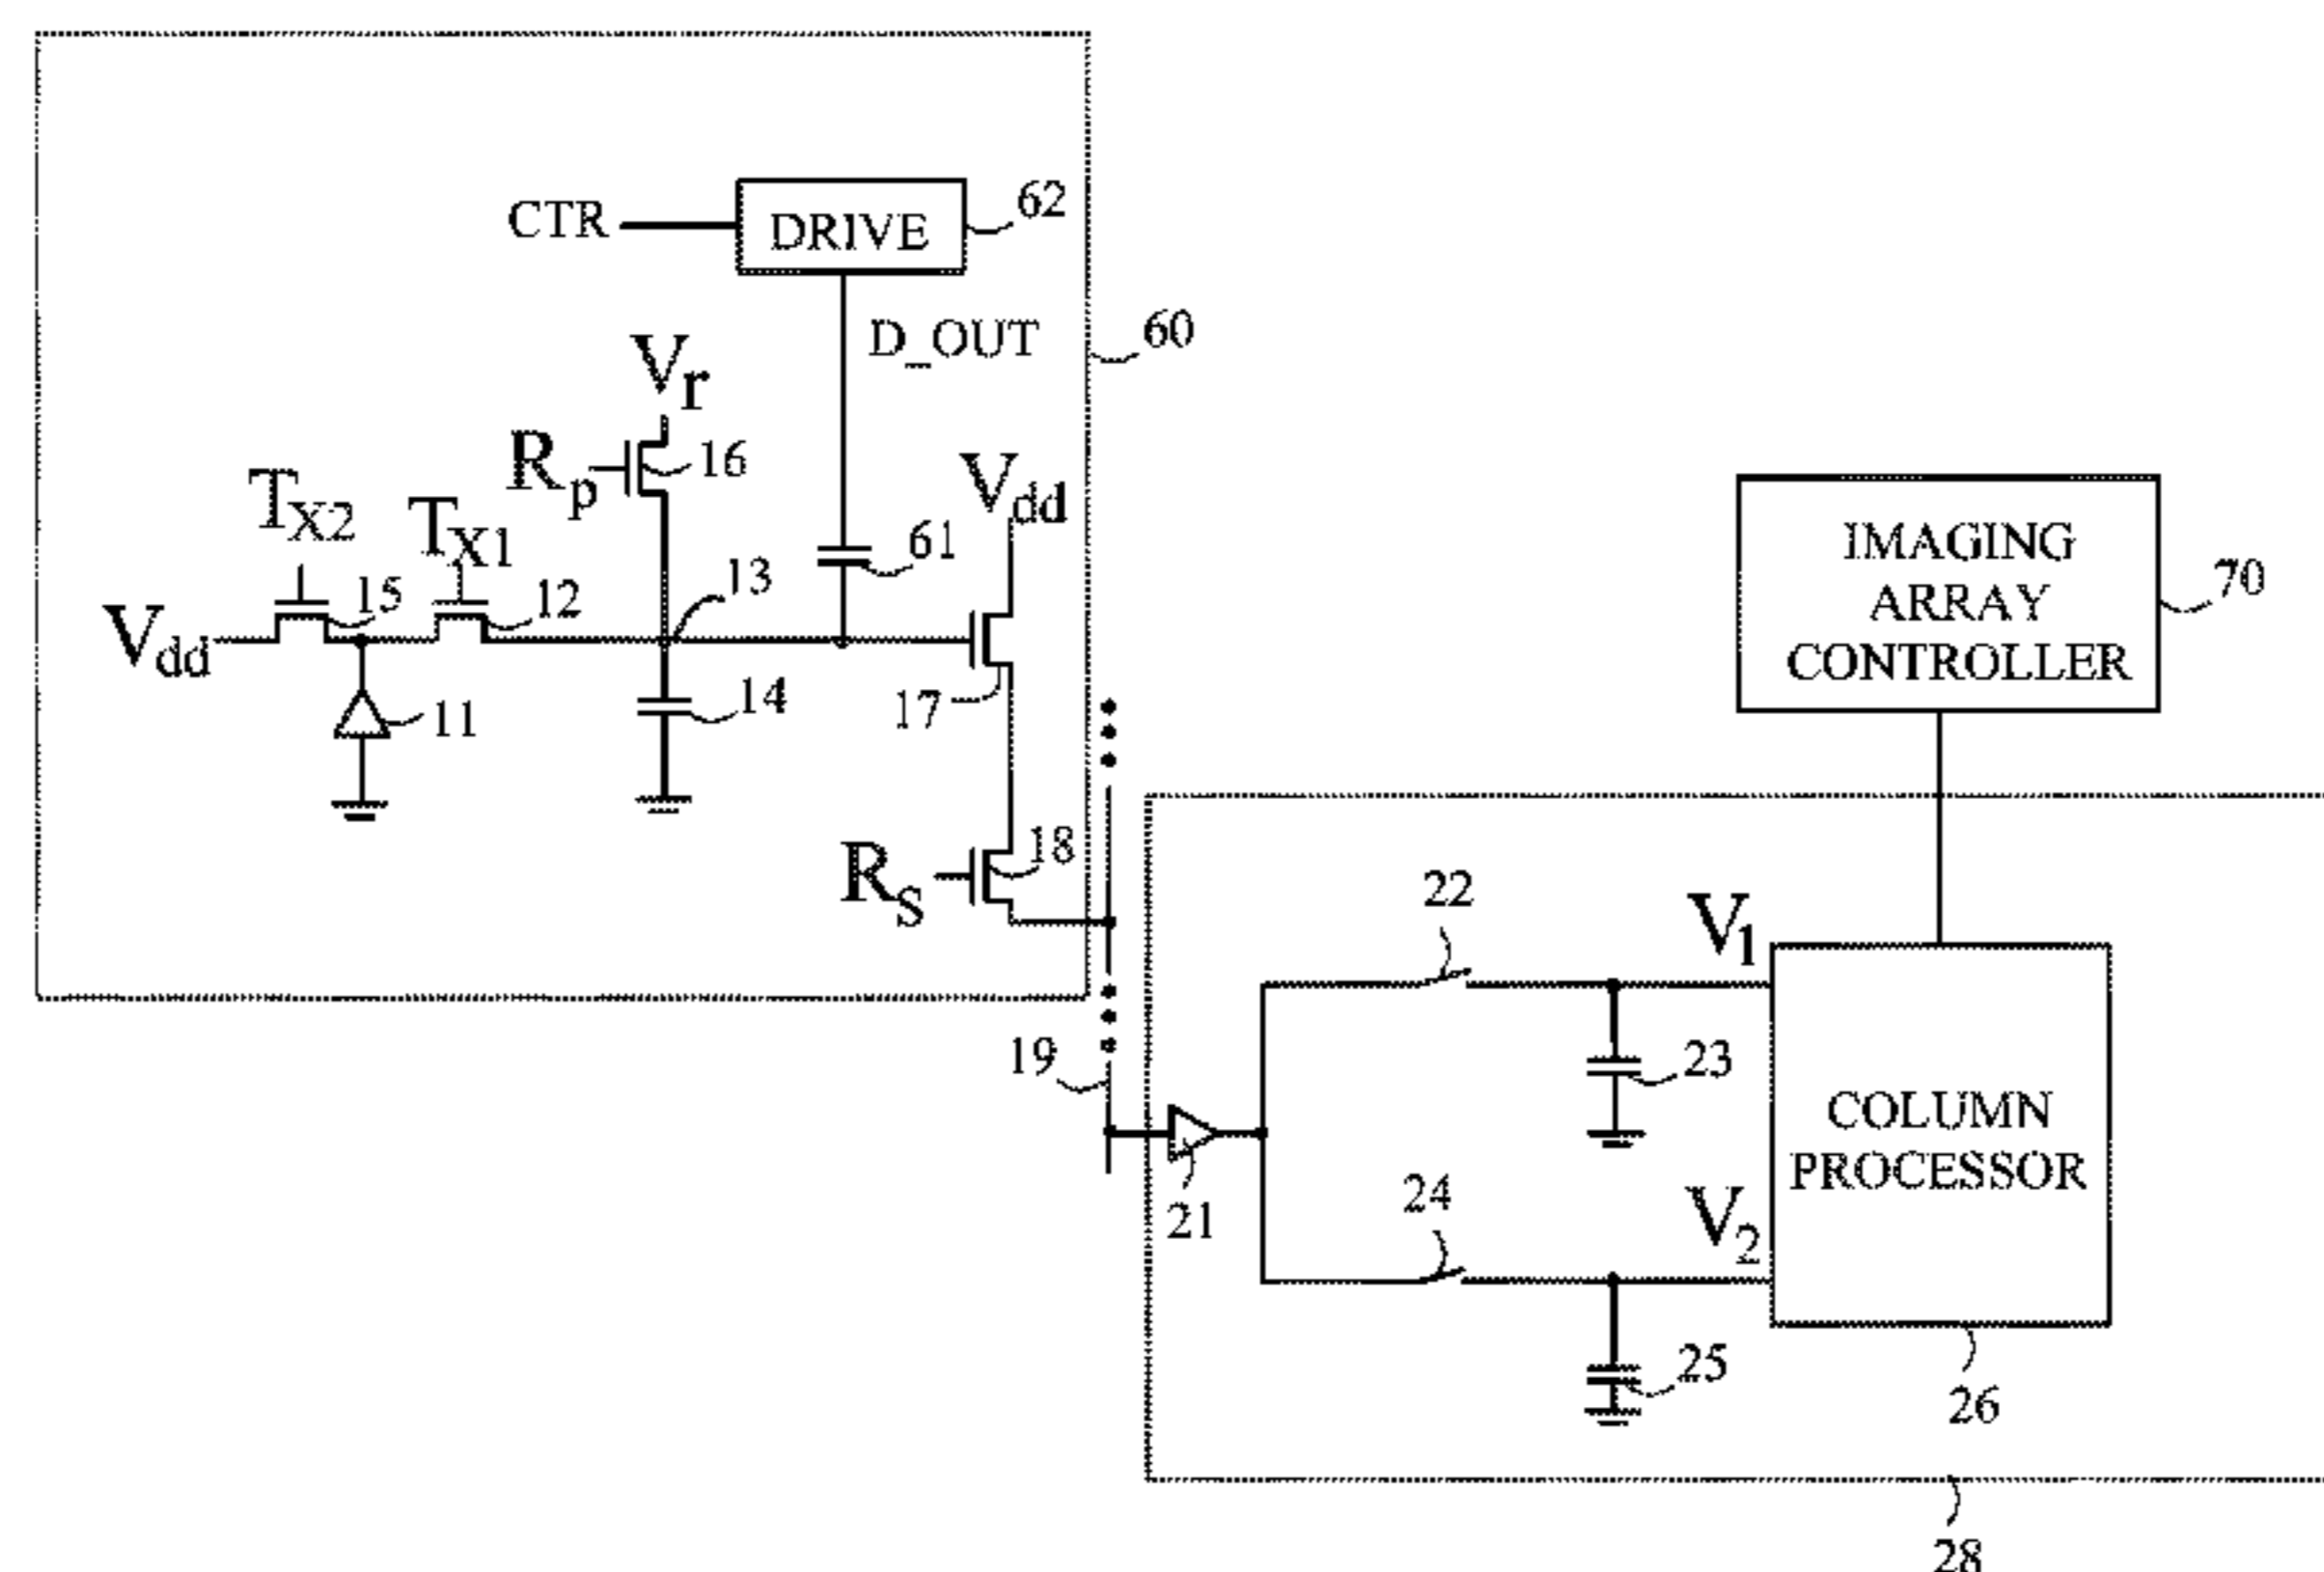 CTR
DRIVE
62
D_OUT
60
Vr
Rp
16
Vdd
TX2
TX1
61
15
12
13
Vdd
11
14
17
IMAGING
ARRAY
CONTROLLER
70
RS
18
19
22
V1
23
21
24
V2
25
COLUMN
PROCESSOR
26
28